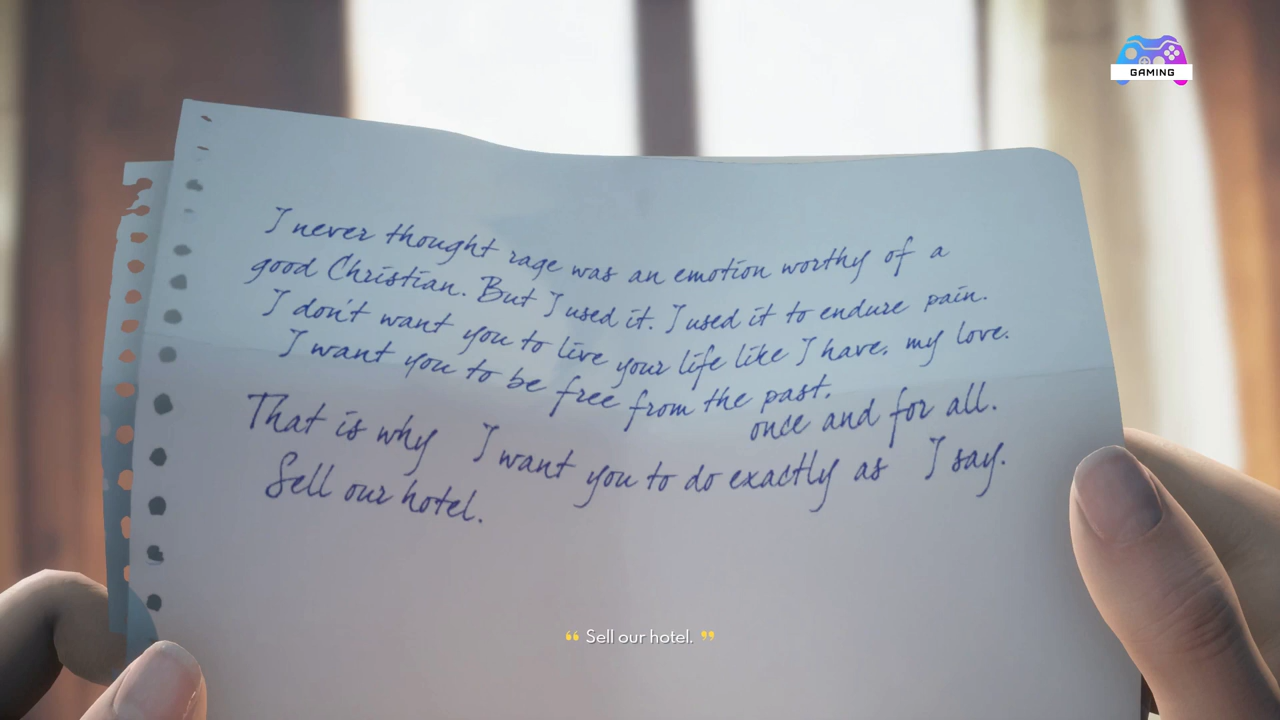 GAMING
I never thought rage was an emotion worthy of a
good Christian. But I used it. I used it to endure pain.
I don't want you to live your life like I have, my love.
I want you to be free from the past,
once and for all.
That is why I want you to do exactly as I say.
Sell our hotel.
“ Sell our hotel. ”